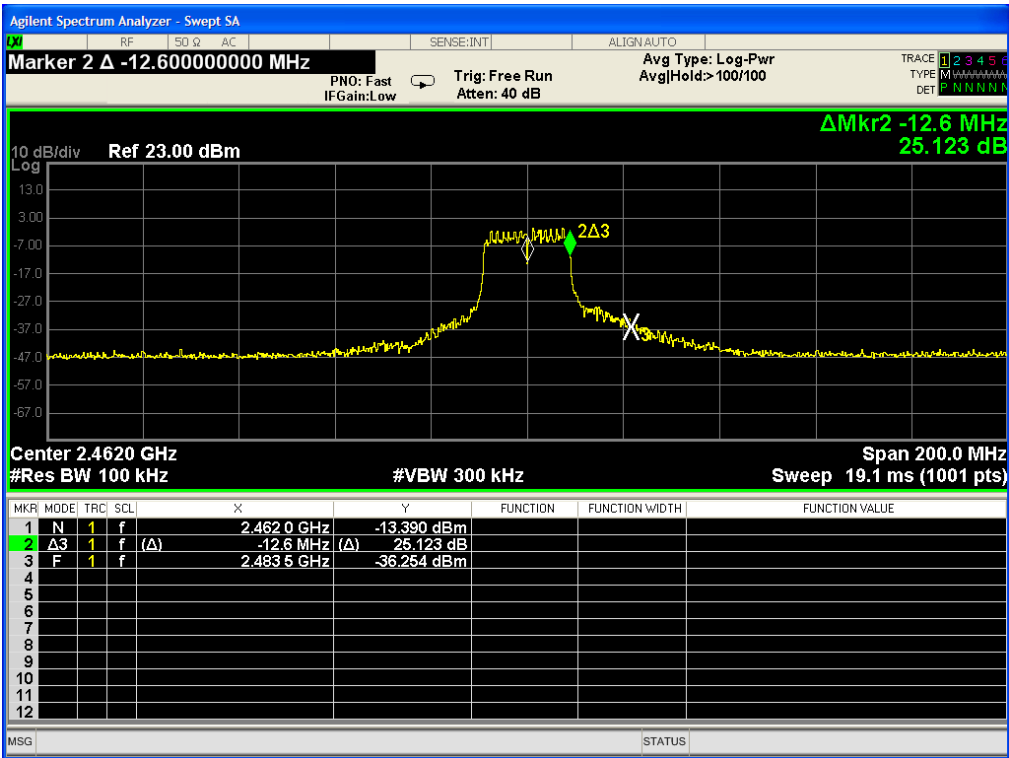 Agilent Spectrum Analyzer - Swept SA
LXI RF 50 Ω AC SENSE:INT ALIGNAUTO
Marker 2 Δ -12.600000000 MHz
PNO: Fast
IFGain:Low
Trig: Free Run
Atten: 40 dB
Avg Type: Log-Pwr
Avg|Hold:>100/100
TRACE 1 2 3 4 5 6
TYPE M
DET P N N N N N
ΔMkr2 -12.6 MHz
25.123 dB
10 dB/div Ref 23.00 dBm
Log
13.0
3.00
-7.00
-17.0
-27.0
-37.0
-47.0
-57.0
-67.0
2Δ3
3
Center 2.4620 GHz Span 200.0 MHz
#Res BW 100 kHz #VBW 300 kHz Sweep 19.1 ms (1001 pts)
MKR MODE TRC SCL X Y FUNCTION FUNCTION WIDTH FUNCTION VALUE
1 N 1 f 2.462 0 GHz -13.390 dBm
2 Δ3 1 f (Δ) -12.6 MHz (Δ) 25.123 dB
3 F 1 f 2.483 5 GHz -36.254 dBm
4
5
6
7
8
9
10
11
12
MSG STATUS